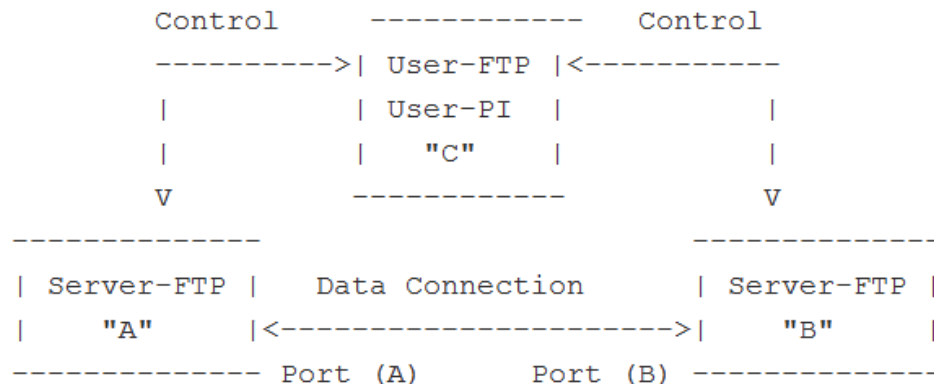 Control     ------------   Control
---------->| User-FTP |<-----------
|          | User-PI  |           |
|          |   "C"    |           |
V          ------------           V
--------------                        --------------
| Server-FTP |   Data Connection      | Server-FTP |
|    "A"     |<---------------------->|    "B"     |
-------------- Port (A)      Port (B) --------------